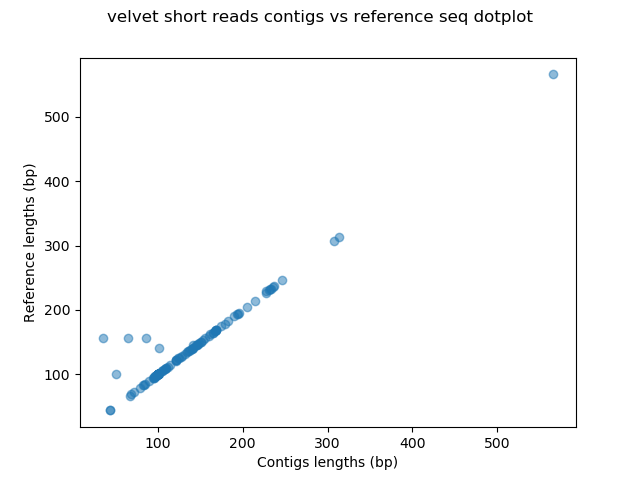 velvet short reads contigs vs reference seq dotplot
500
400
300
200
100
Reference lengths (bp)
100 200 300 400 500
Contigs lengths (bp)